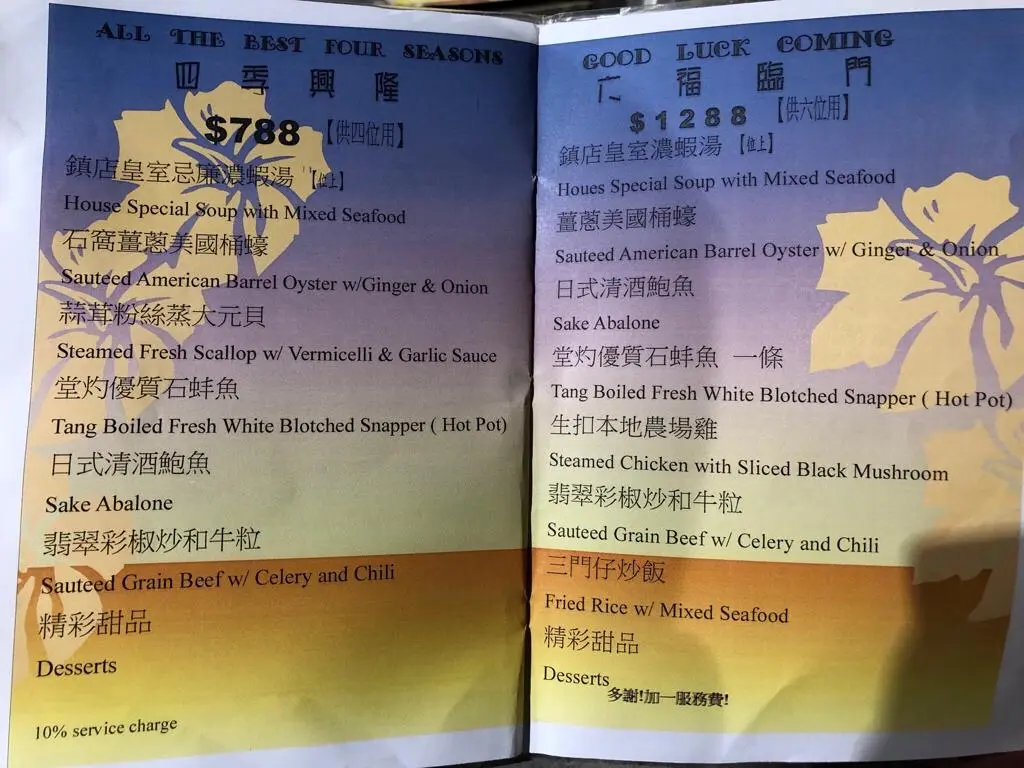 ALL THE BEST FOUR SEASONS
四季興隆
$788 【供四位用】
鎮店皇室忌廉濃蝦湯 【位上】
House Special Soup with Mixed Seafood
石窩薑蔥美國桶蠔
Sauteed American Barrel Oyster w/Ginger & Onion
蒜茸粉絲蒸大元貝
Steamed Fresh Scallop w/ Vermicelli & Garlic Sauce
堂灼優質石蚌魚
Tang Boiled Fresh White Blotched Snapper ( Hot Pot)
日式清酒鮑魚
Sake Abalone
翡翠彩椒炒和牛粒
Sauteed Grain Beef w/ Celery and Chili
精彩甜品
Desserts
10% service charge
GOOD LUCK COMING
六福臨門
$1288 【供六位用】
鎮店皇室濃蝦湯 【位上】
Houes Special Soup with Mixed Seafood
薑蔥美國桶蠔
Sauteed American Barrel Oyster w/ Ginger & Onion
日式清酒鮑魚
Sake Abalone
堂灼優質石蚌魚 一條
Tang Boiled Fresh White Blotched Snapper ( Hot Pot)
生扣本地農場雞
Steamed Chicken with Sliced Black Mushroom
翡翠彩椒炒和牛粒
Sauteed Grain Beef w/ Celery and Chili
三門仔炒飯
Fried Rice w/ Mixed Seafood
精彩甜品
Desserts
多謝!加一服務費!